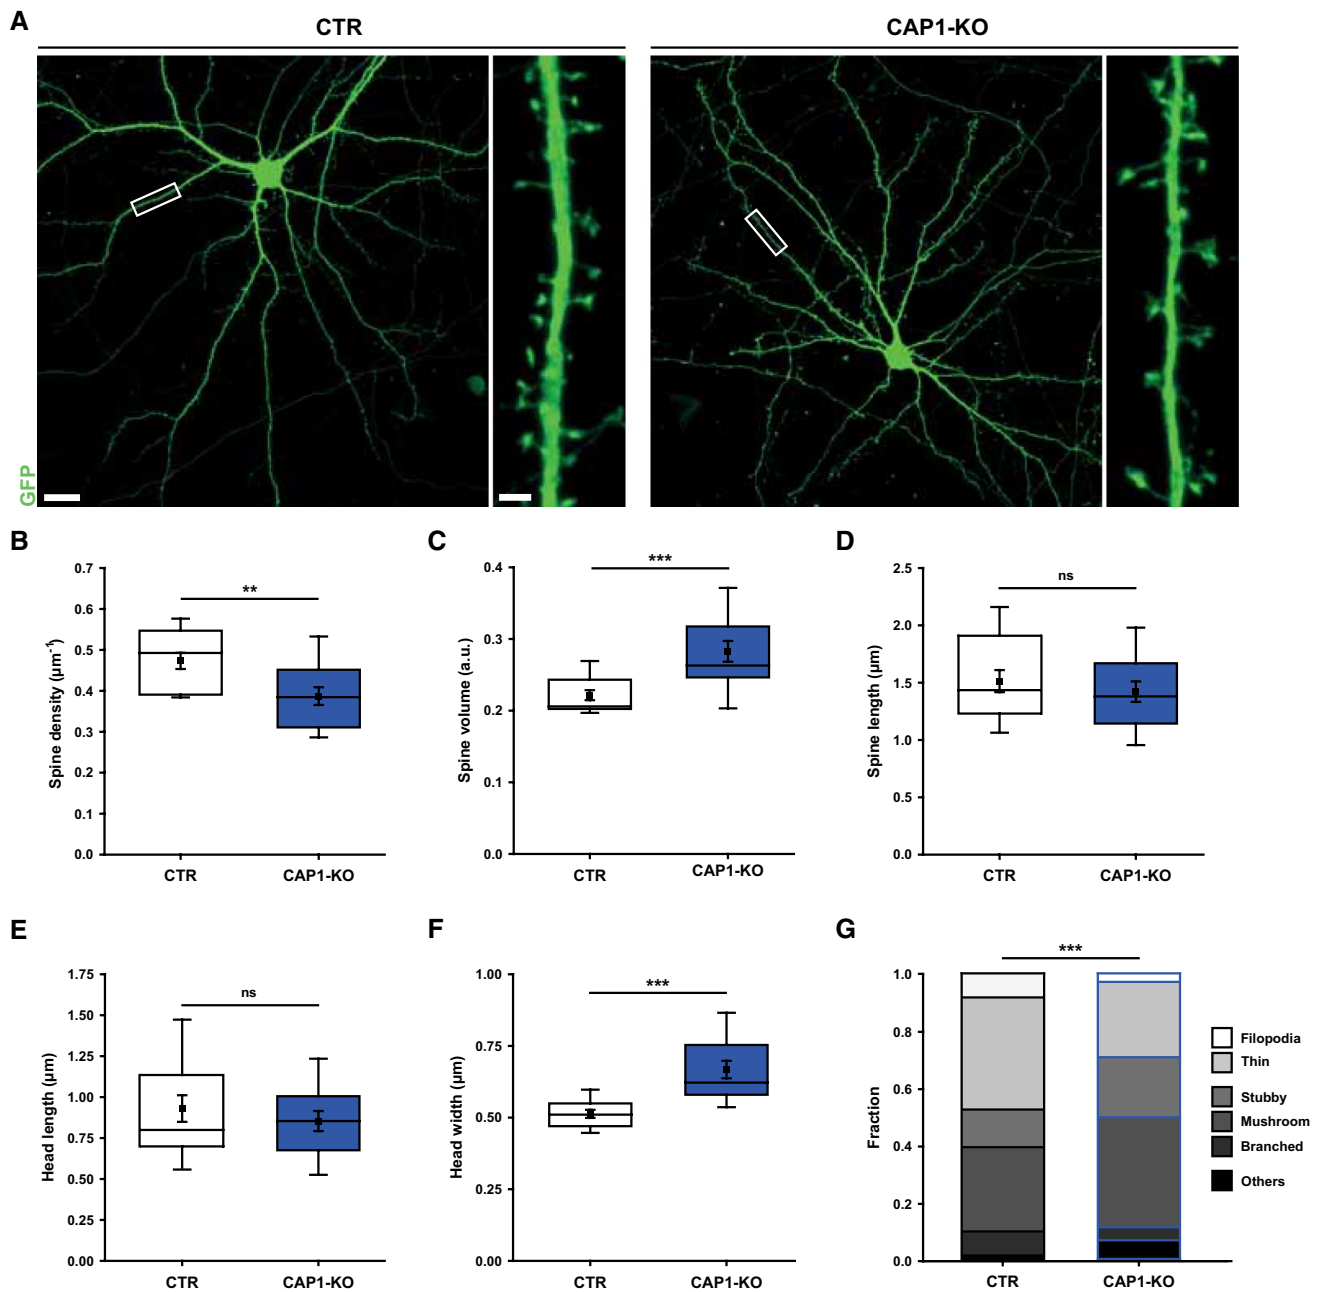 A
CTR
CAP1-KO
GFP
B
Spine density (µm-1)
0.7
0.6
0.5
0.4
0.3
0.2
0.1
0.0
**
CTR
CAP1-KO
C
Spine volume (a.u.)
0.4
0.3
0.2
0.1
0.0
***
CTR
CAP1-KO
D
Spine length (µm)
2.5
2.0
1.5
1.0
0.5
0.0
ns
CTR
CAP1-KO
E
Head length (µm)
1.75
1.50
1.25
1.00
0.75
0.50
0.25
0.00
ns
CTR
CAP1-KO
F
Head width (µm)
1.00
0.75
0.50
0.25
0.00
***
CTR
CAP1-KO
G
Fraction
1.0
0.8
0.6
0.4
0.2
0.0
***
CTR
CAP1-KO
Filopodia
Thin
Stubby
Mushroom
Branched
Others